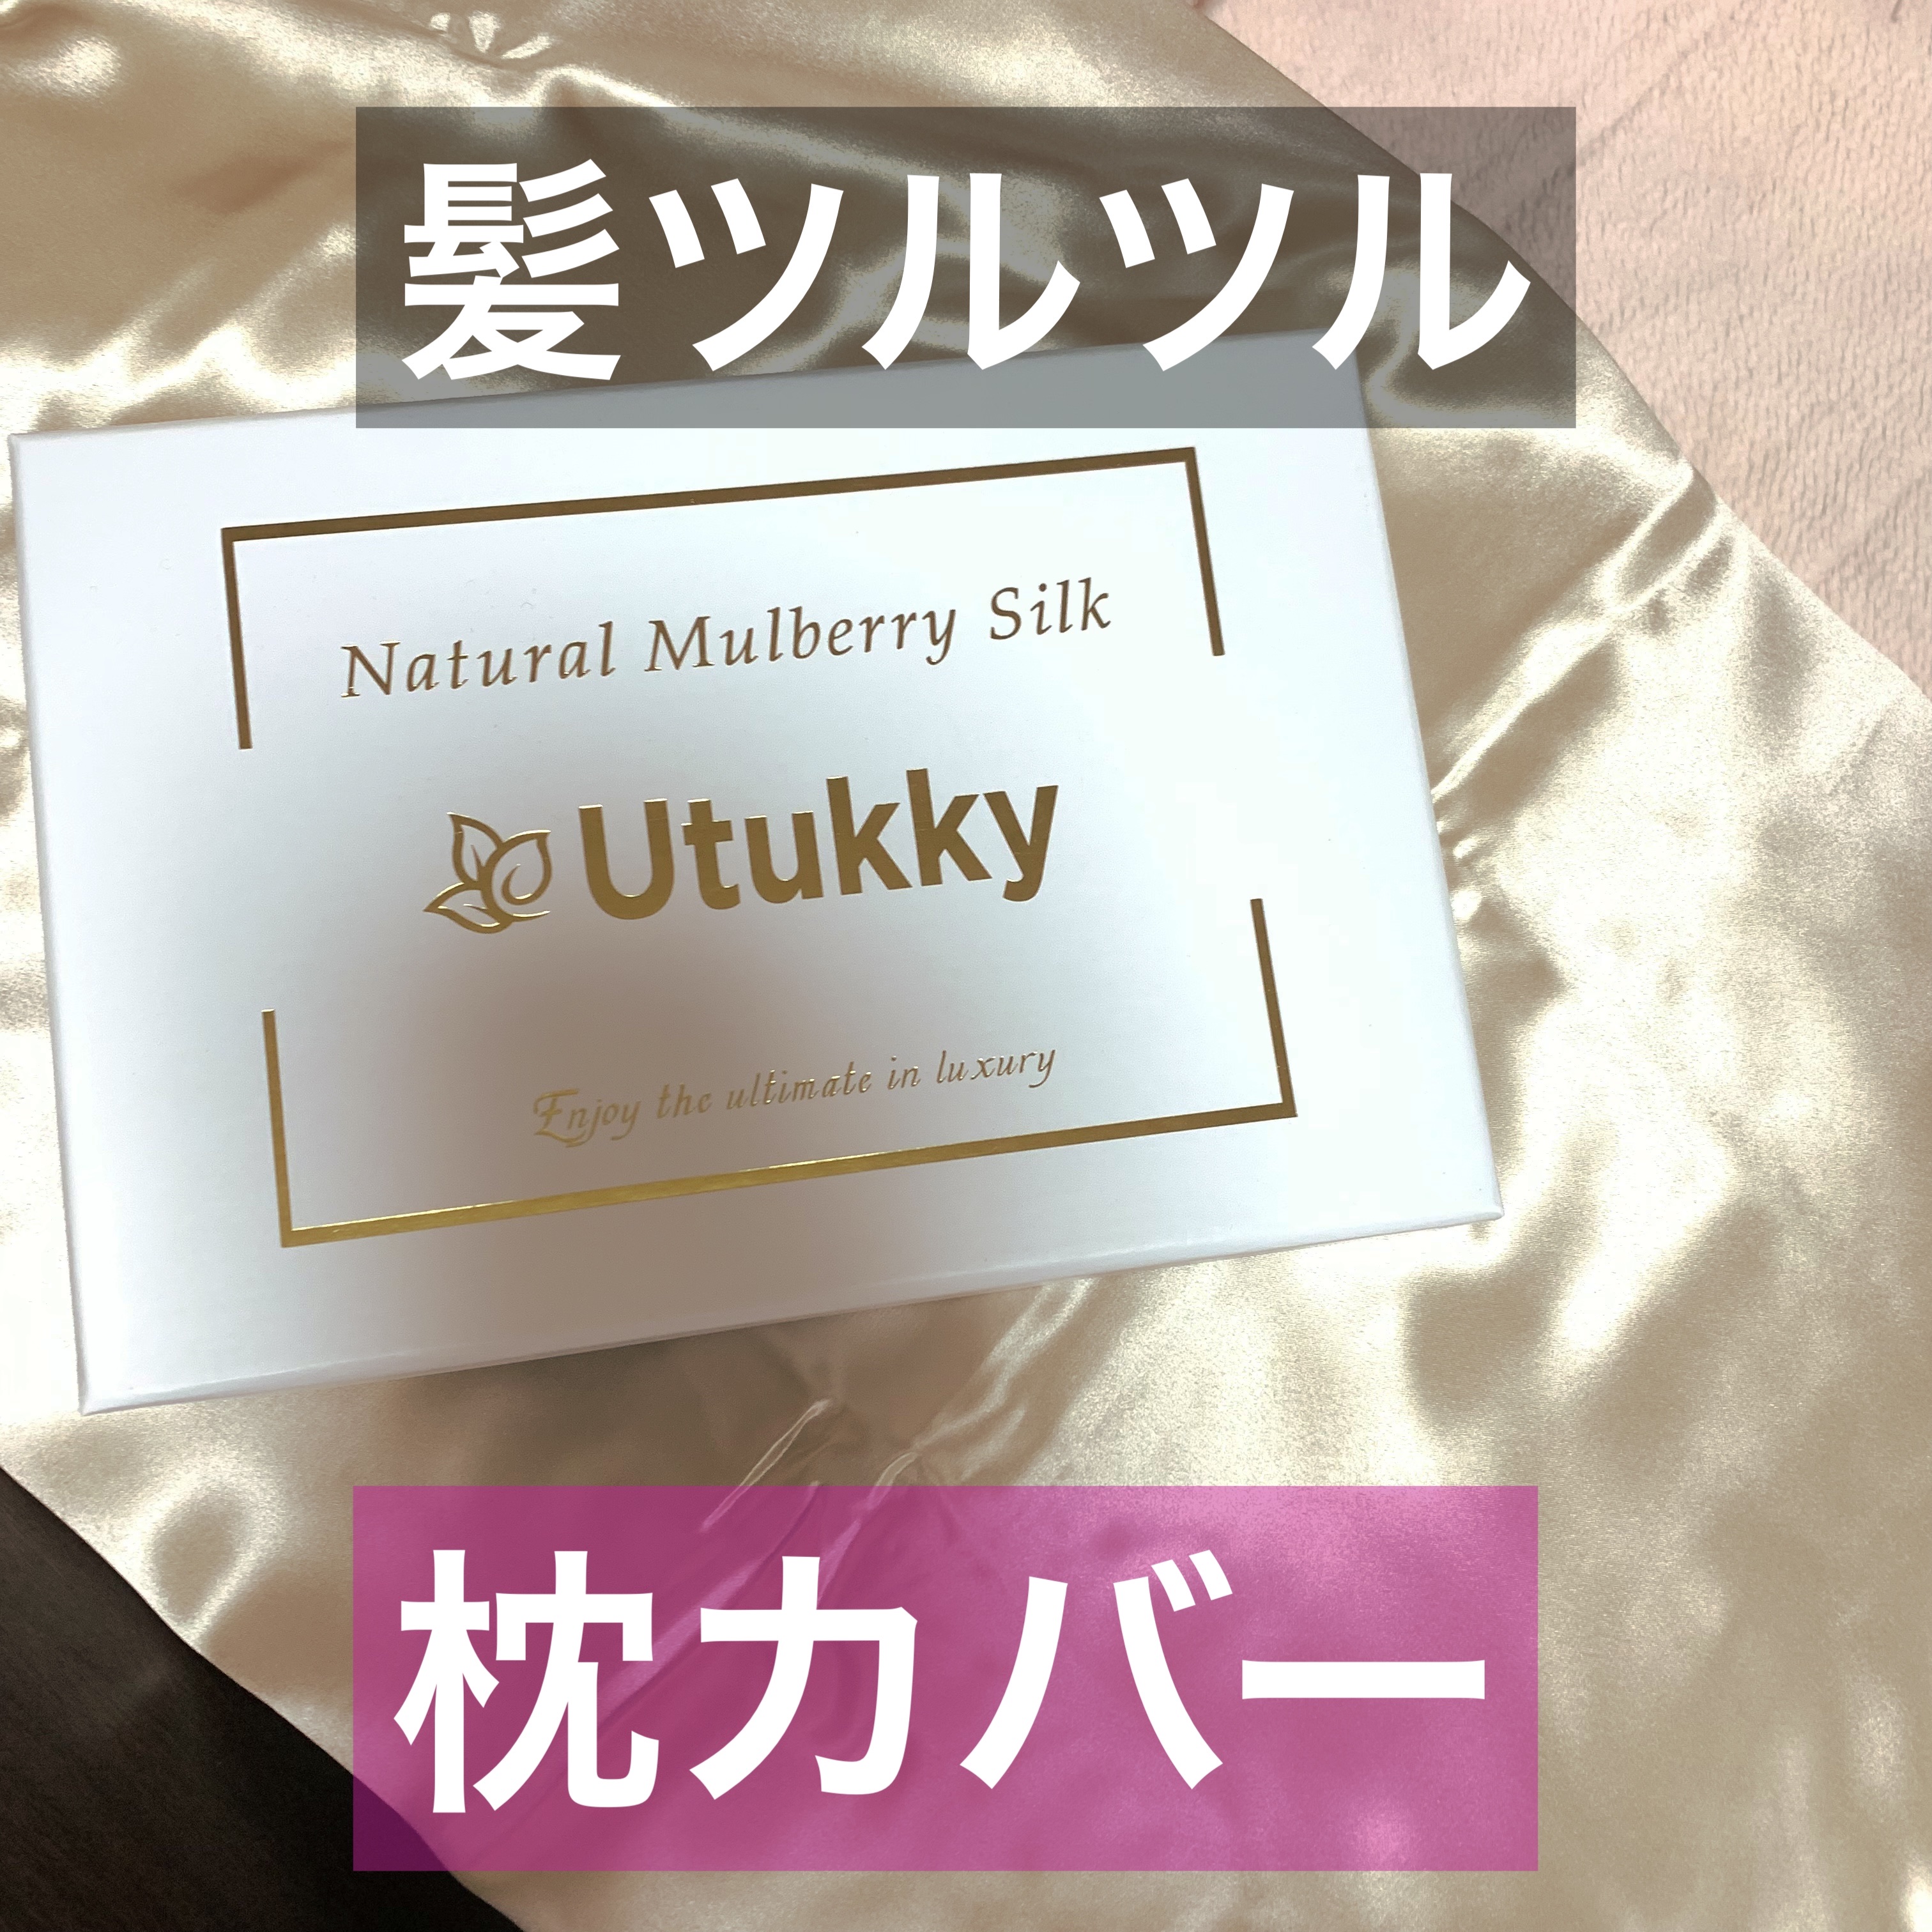 髪ツルツル
Natural Mulberry Silk
Utukky
Enjoy the ultimate in luxury
枕カバー